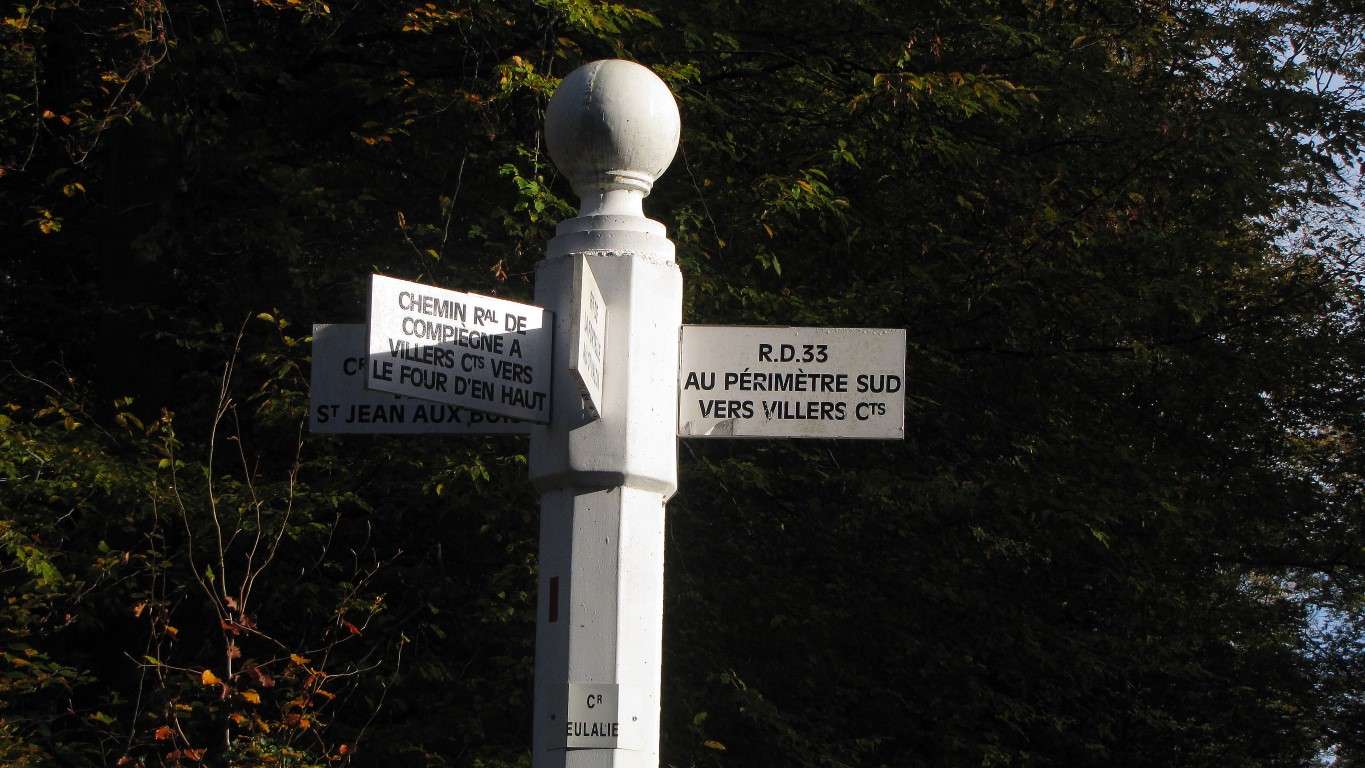 CHEMIN RAL DE
COMPIÈGNE A
VILLERS CTS VERS
LE FOUR D'EN HAUT
ST JEAN AUX
R.D.33
AU PÉRIMÈTRE SUD
VERS VILLERS CTS
CR
EULALIE